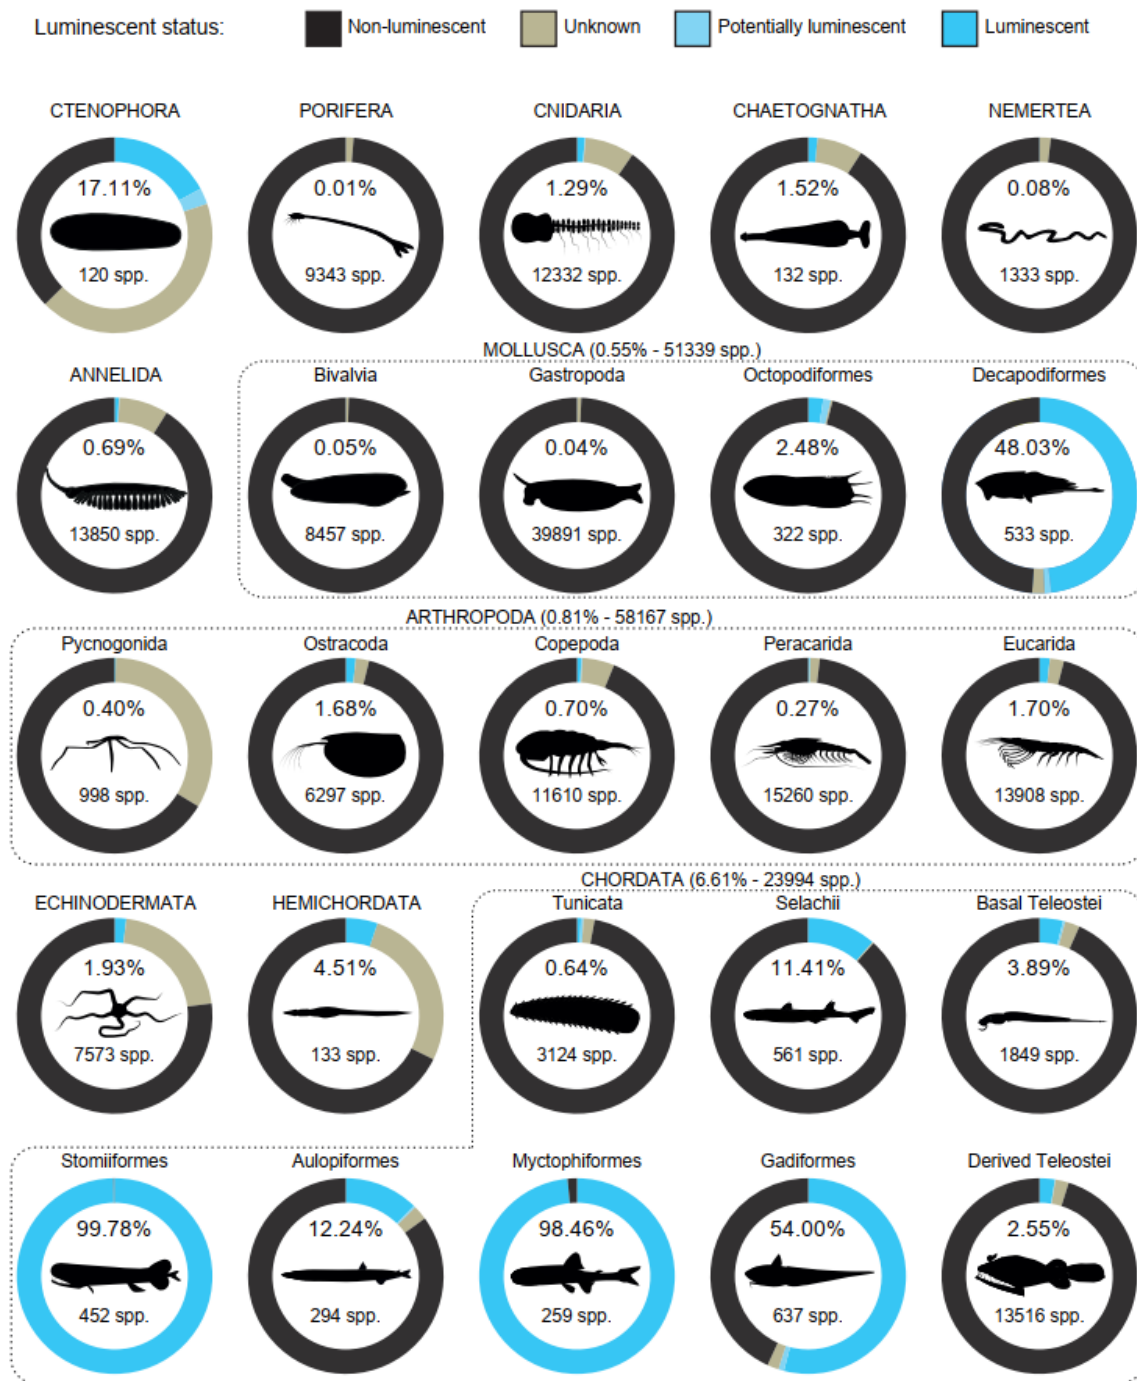 Luminescent status:
Non-luminescent
Unknown
Potentially luminescent
Luminescent
CTENOPHORA
17.11%
120 spp.
PORIFERA
0.01%
9343 spp.
CNIDARIA
1.29%
12332 spp.
CHAETOGNATHA
1.52%
132 spp.
NEMERTEA
0.08%
1333 spp.
ANNELIDA
0.69%
13850 spp.
MOLLUSCA (0.55% - 51339 spp.)
Bivalvia
0.05%
8457 spp.
Gastropoda
0.04%
39891 spp.
Octopodiformes
2.48%
322 spp.
Decapodiformes
48.03%
533 spp.
ARTHROPODA (0.81% - 58167 spp.)
Pycnogonida
0.40%
998 spp.
Ostracoda
1.68%
6297 spp.
Copepoda
0.70%
11610 spp.
Peracarida
0.27%
15260 spp.
Eucarida
1.70%
13908 spp.
ECHINODERMATA
1.93%
7573 spp.
HEMICHORDATA
4.51%
133 spp.
CHORDATA (6.61% - 23994 spp.)
Tunicata
0.64%
3124 spp.
Selachii
11.41%
561 spp.
Basal Teleostei
3.89%
1849 spp.
Stomiiformes
99.78%
452 spp.
Aulopiformes
12.24%
294 spp.
Myctophiformes
98.46%
259 spp.
Gadiformes
54.00%
637 spp.
Derived Teleostei
2.55%
13516 spp.